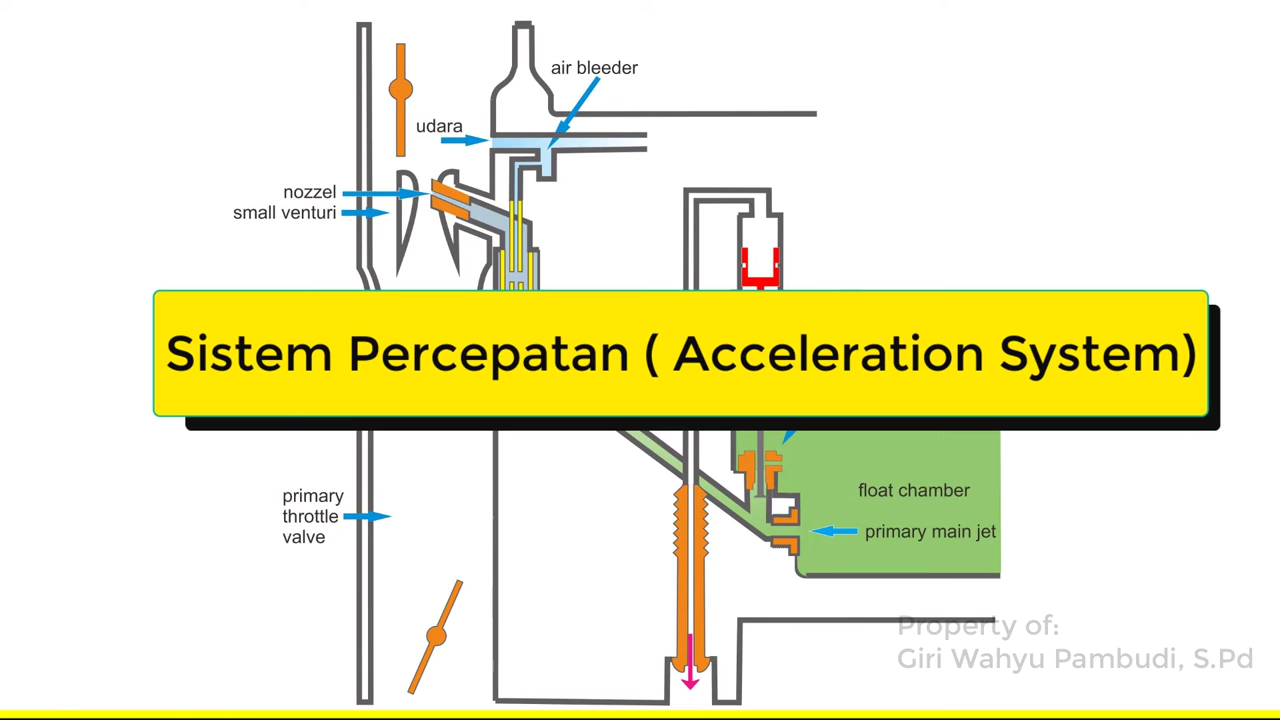 air bleeder
udara
nozzel
small venturi
Sistem Percepatan ( Acceleration System)
primary
throttle
valve
float chamber
primary main jet
Property of:
Giri Wahyu Pambudi, S.Pd